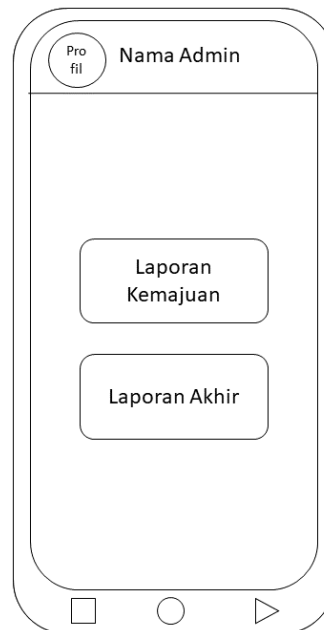 Pro
fil
Nama Admin
Laporan
Kemajuan
Laporan Akhir